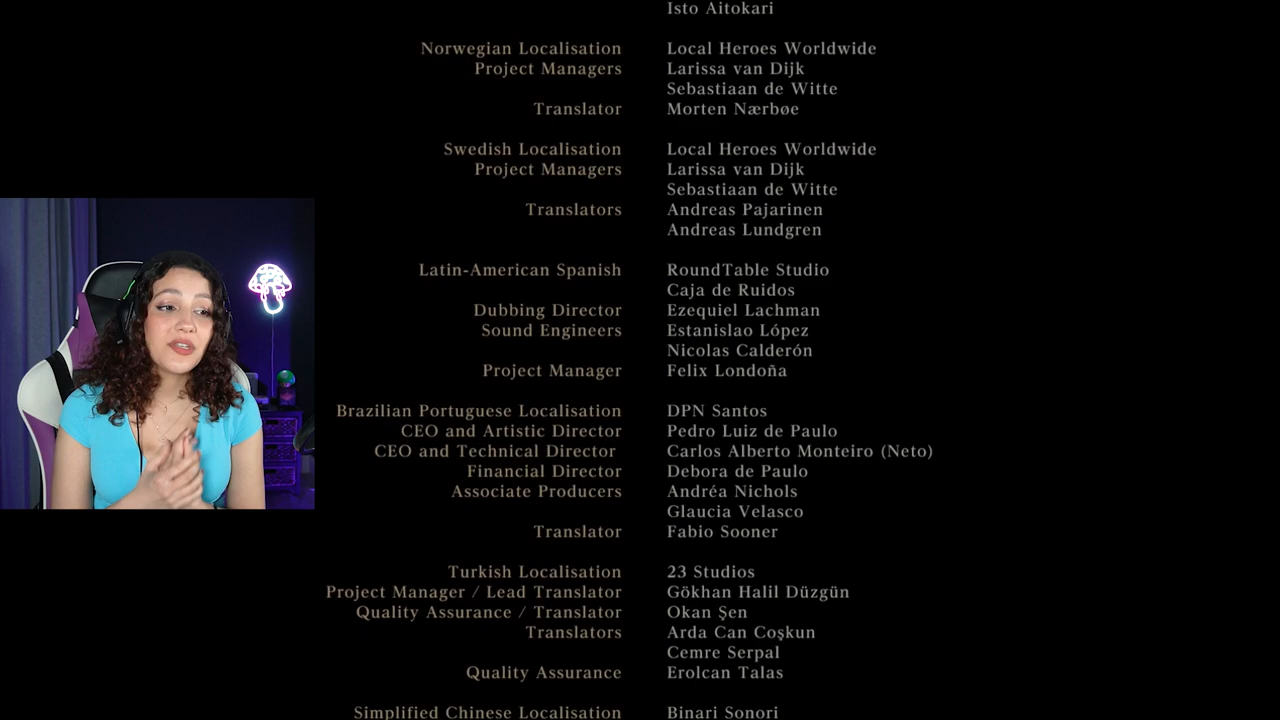 Isto Aitokari
Norwegian Localisation Local Heroes Worldwide
Project Managers Larissa van Dijk
Sebastiaan de Witte
Translator Morten Nærbøe
Swedish Localisation Local Heroes Worldwide
Project Managers Larissa van Dijk
Sebastiaan de Witte
Translators Andreas Pajarinen
Andreas Lundgren
Latin-American Spanish RoundTable Studio
Caja de Ruidos
Dubbing Director Ezequiel Lachman
Sound Engineers Estanislao López
Nicolas Calderón
Project Manager Felix Londoña
Brazilian Portuguese Localisation DPN Santos
CEO and Artistic Director Pedro Luiz de Paulo
CEO and Technical Director Carlos Alberto Monteiro (Neto)
Financial Director Debora de Paulo
Associate Producers Andréa Nichols
Glaucia Velasco
Translator Fabio Sooner
Turkish Localisation 23 Studios
Project Manager / Lead Translator Gökhan Halil Düzgün
Quality Assurance / Translator Okan Şen
Translators Arda Can Coşkun
Cemre Serpal
Quality Assurance Erolcan Talas
Simplified Chinese Localisation Binari Sonori